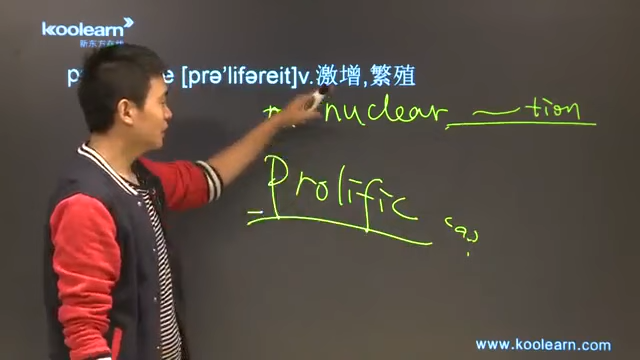 koolearn
新东方在线
[prə'lifəreit]v.激增,繁殖
nuclear ~tion
Prolific
www.koolearn.com